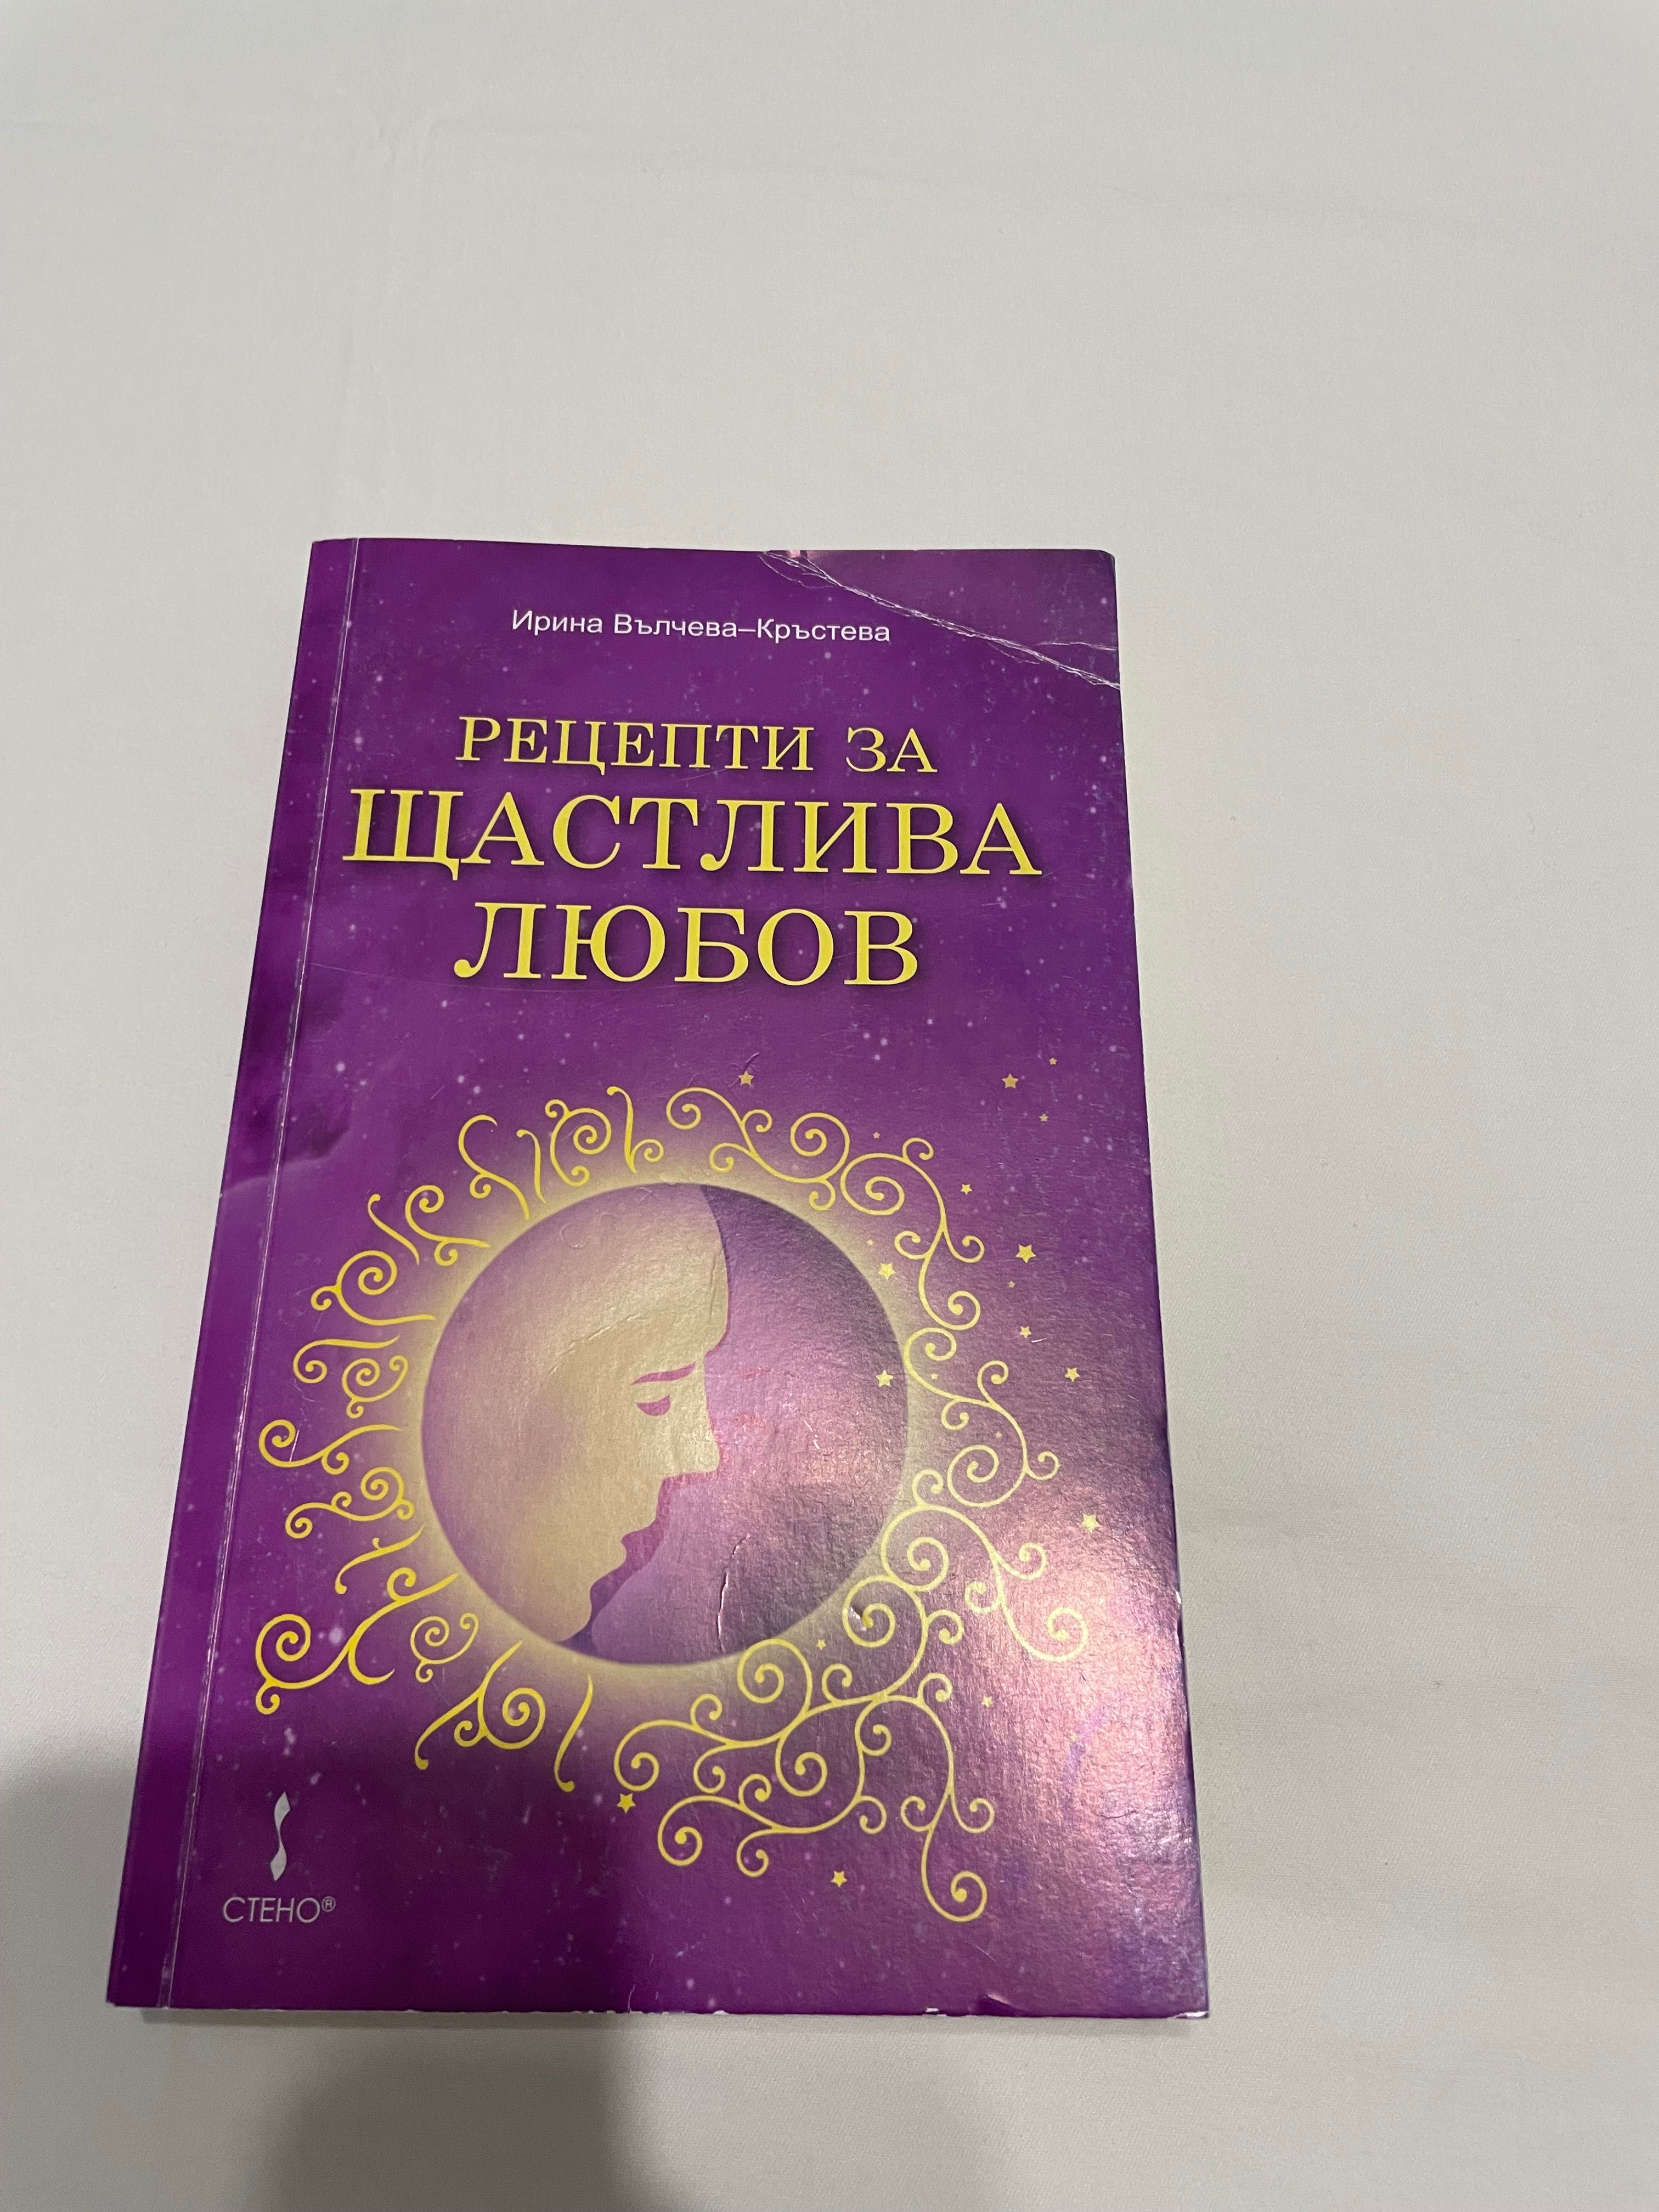 Ирина Вълчева–Кръстева
РЕЦЕПТИ ЗА
ЩАСТЛИВА
ЛЮБОВ
СТЕНО®